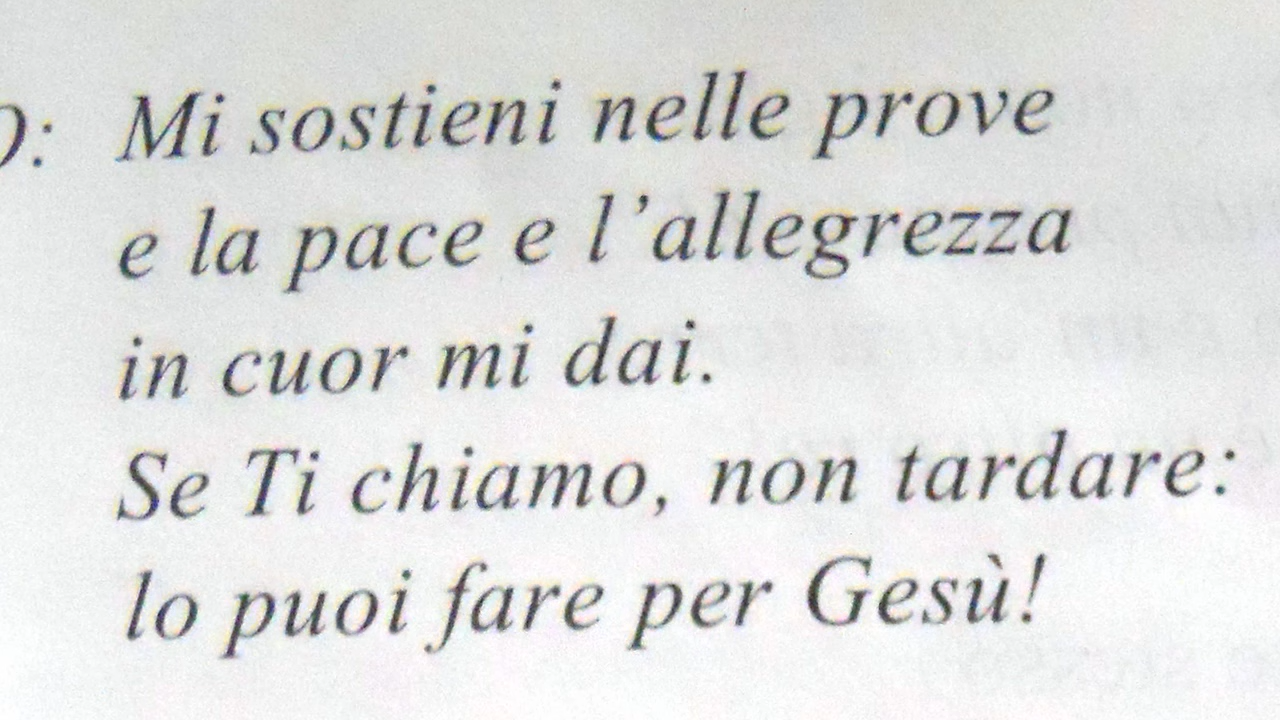 Mi sostieni nelle prove
e la pace e l'allegrezza
in cuor mi dai.
Se Ti chiamo, non tardare:
lo puoi fare per Gesù!